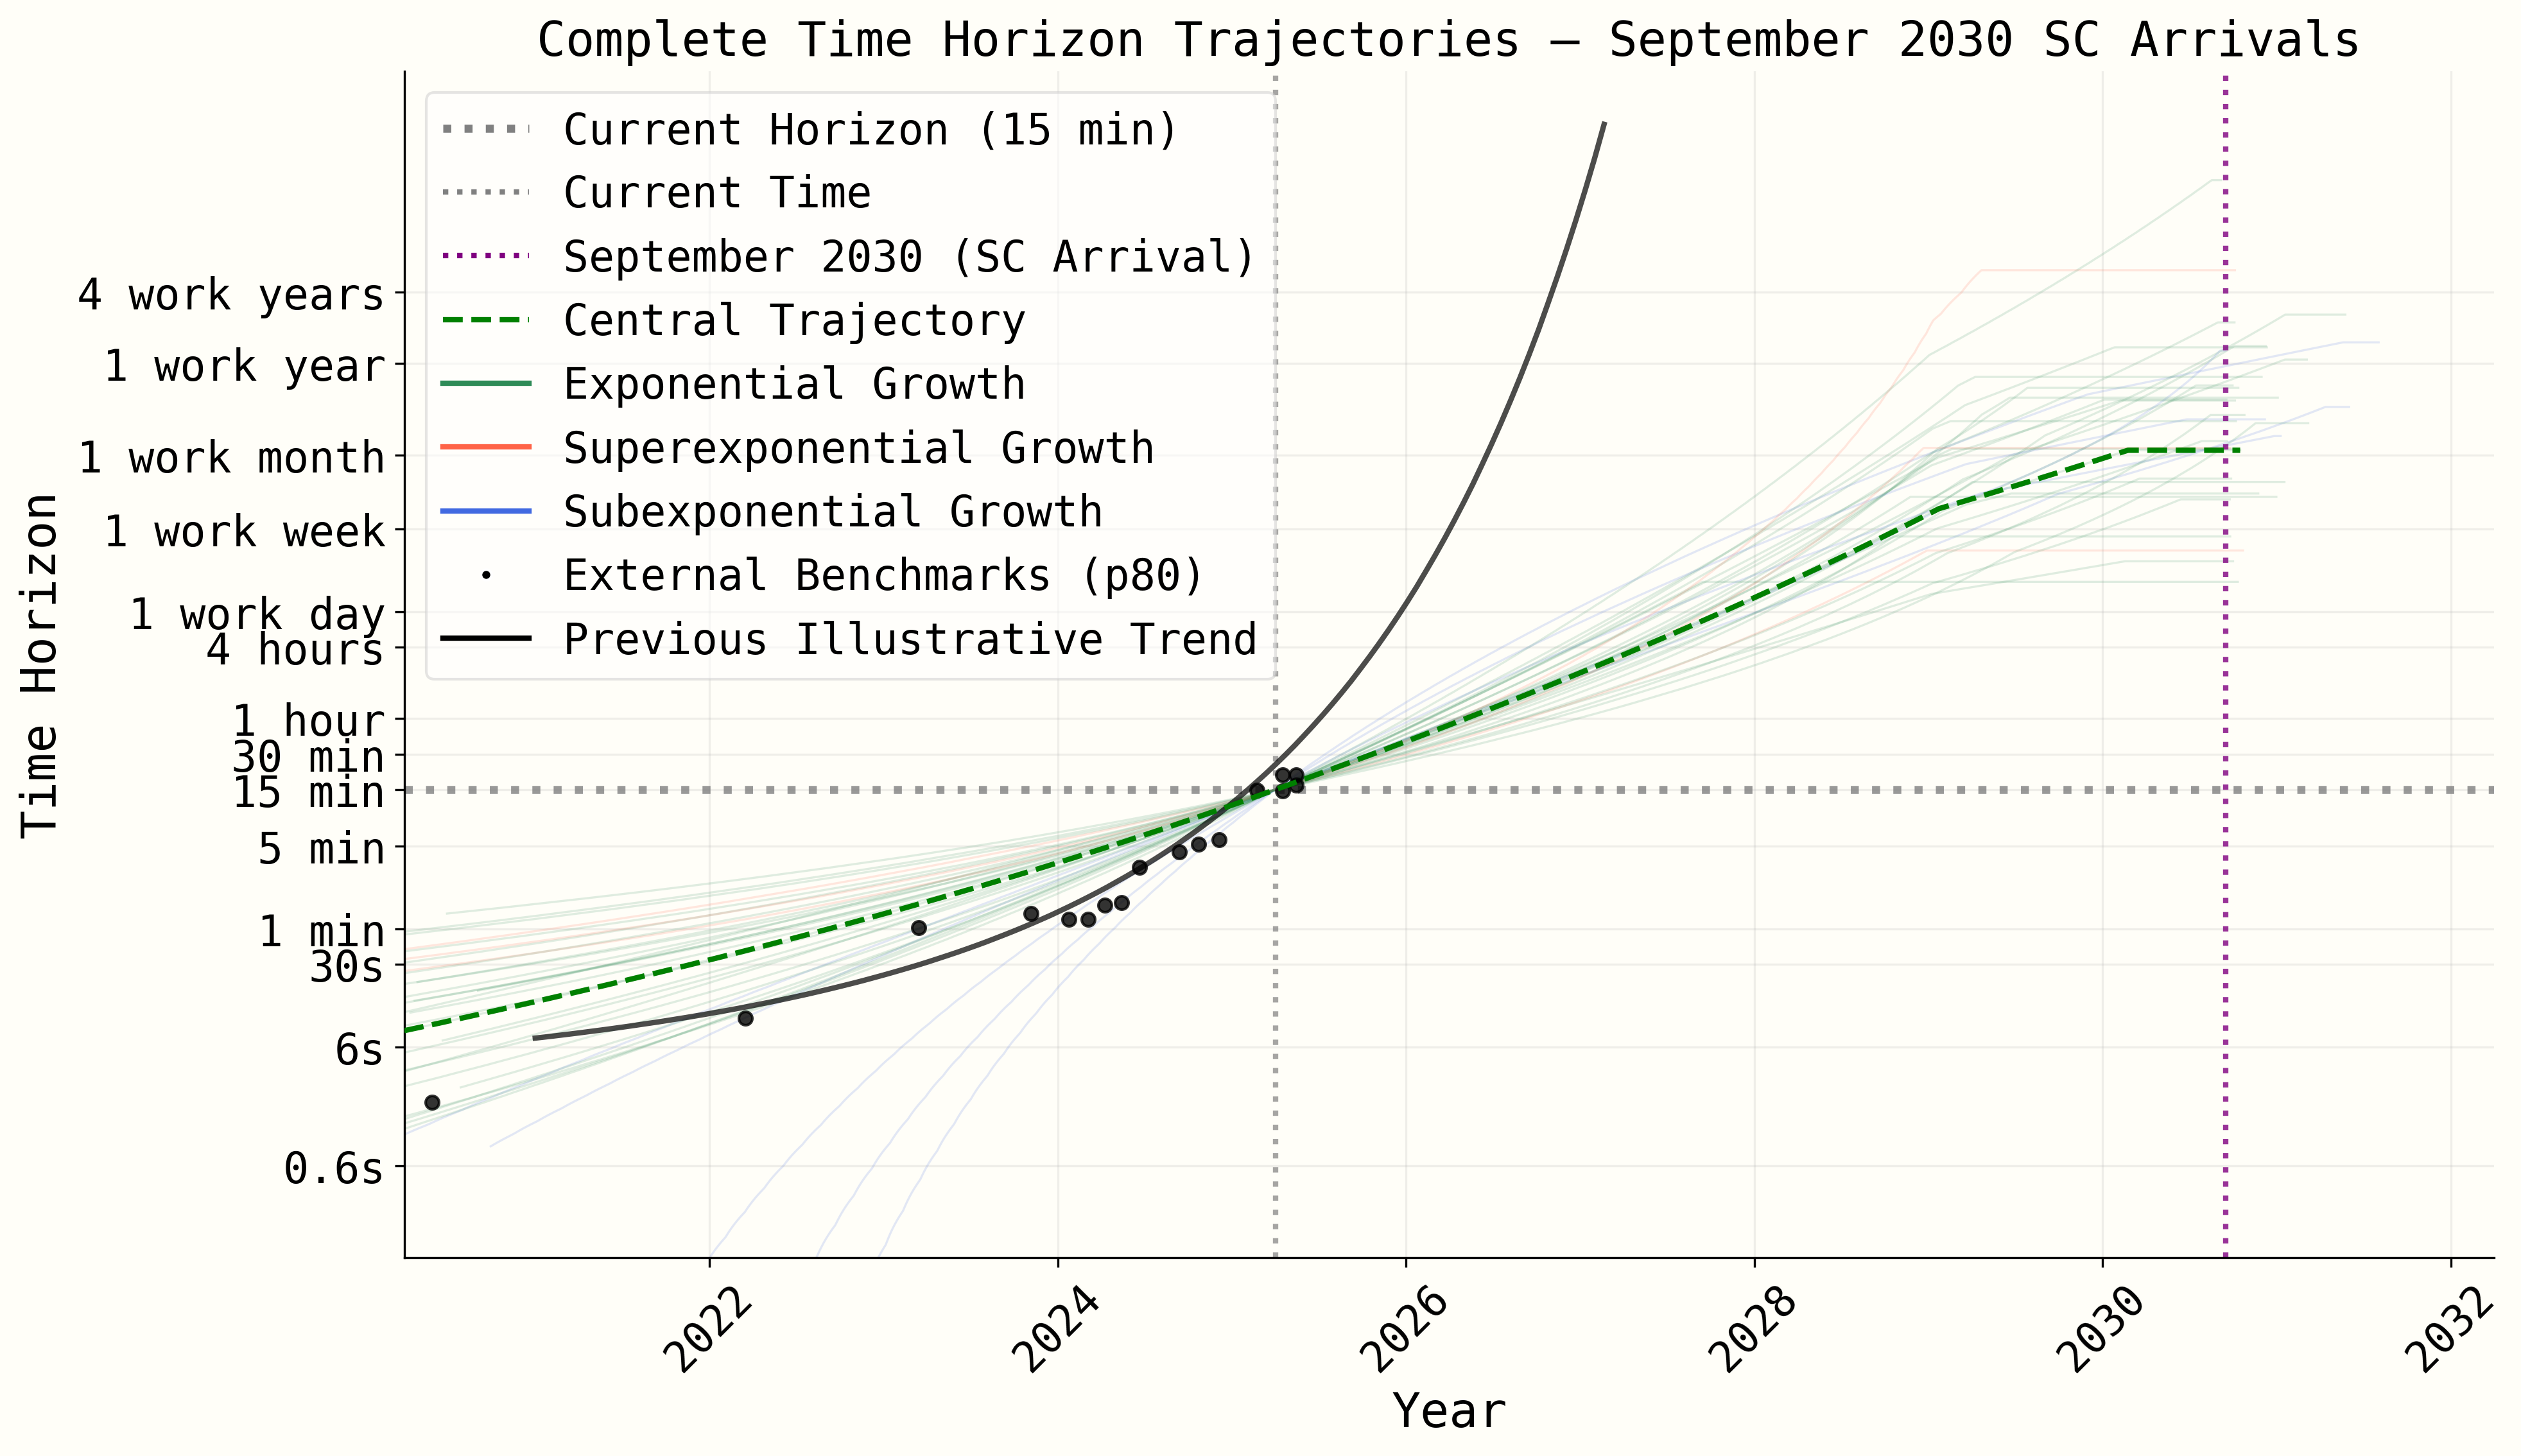 Complete Time Horizon Trajectories — September 2030 SC Arrivals
Current Horizon (15 min)
Current Time
September 2030 (SC Arrival)
Central Trajectory
Exponential Growth
Superexponential Growth
Subexponential Growth
External Benchmarks (p80)
Previous Illustrative Trend
Time Horizon
4 work years
1 work year
1 work month
1 work week
1 work day
4 hours
1 hour
30 min
15 min
5 min
1 min
30s
6s
0.6s
2022
2024
2026
2028
2030
2032
Year